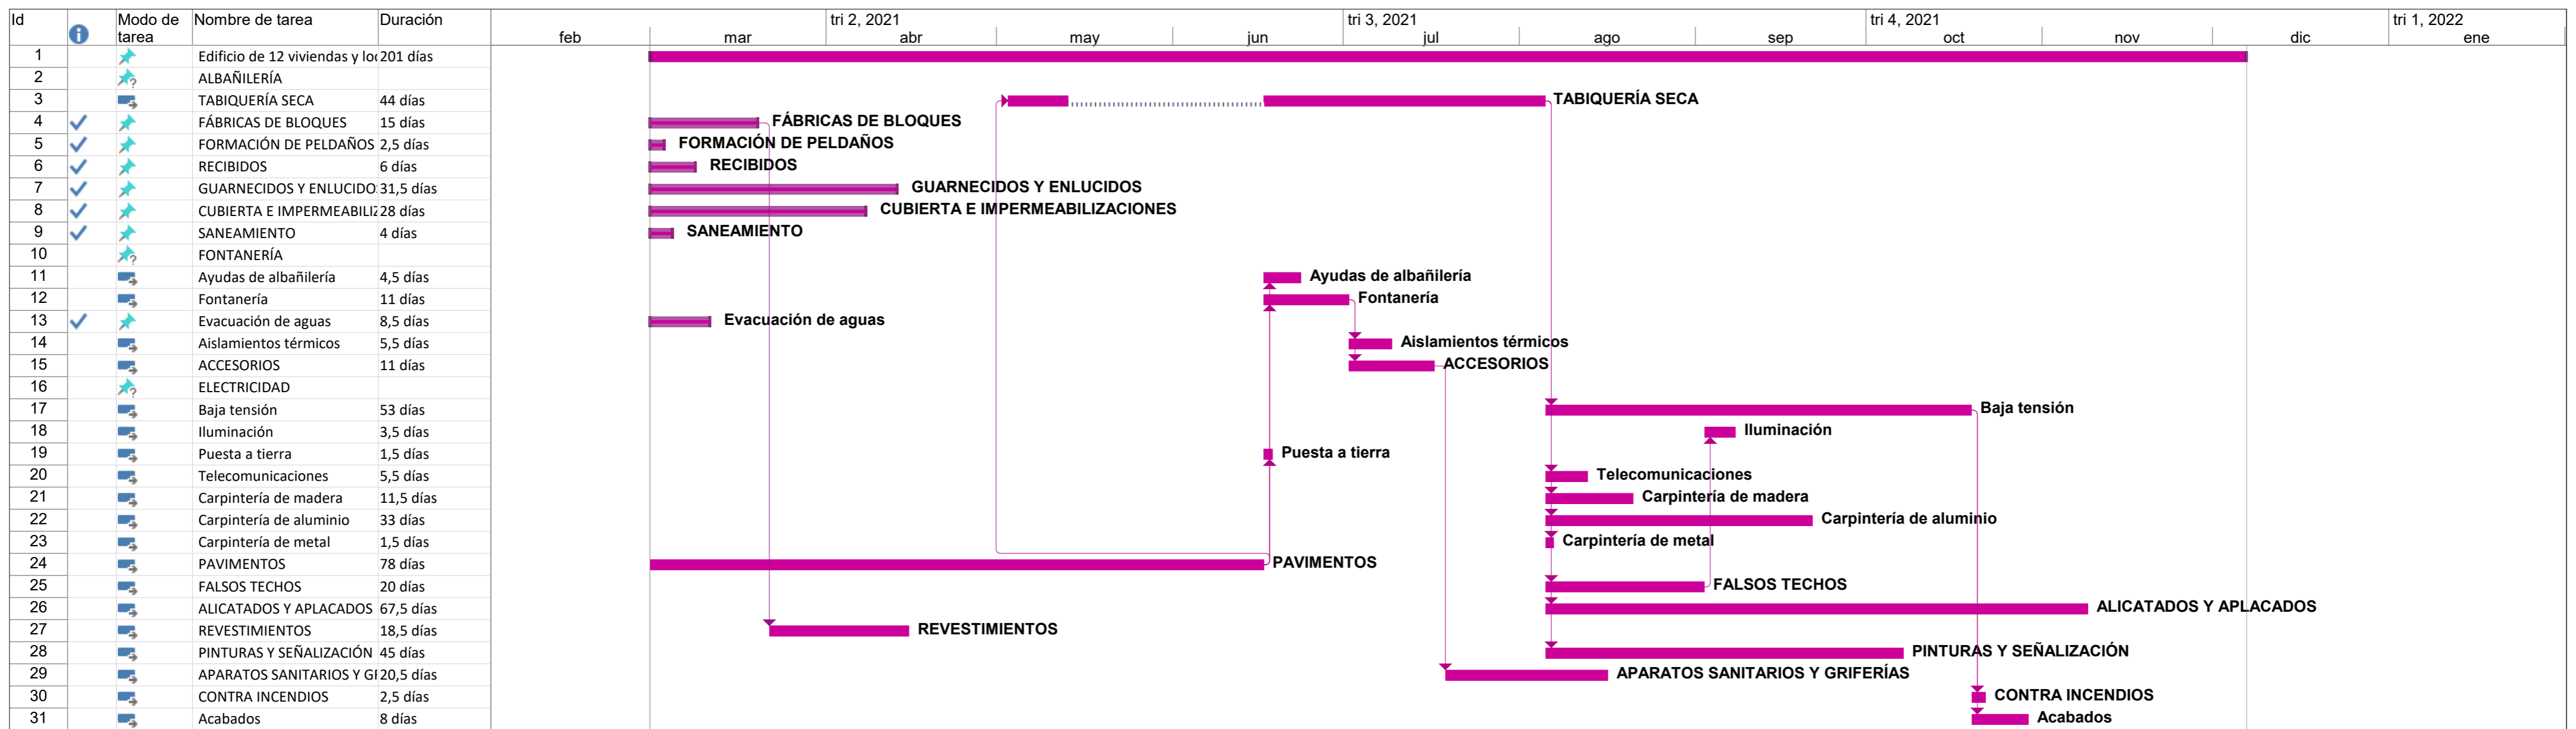 Id Modo de tarea Nombre de tarea Duración
tri 2, 2021 tri 3, 2021 tri 4, 2021 tri 1, 2022
feb mar abr may jun jul ago sep oct nov dic ene
1 Edificio de 12 viviendas y loc 201 días
2 ALBAÑILERÍA
3 TABIQUERÍA SECA 44 días TABIQUERÍA SECA
4 FÁBRICAS DE BLOQUES 15 días FÁBRICAS DE BLOQUES
5 FORMACIÓN DE PELDAÑOS 2,5 días FORMACIÓN DE PELDAÑOS
6 RECIBIDOS 6 días RECIBIDOS
7 GUARNECIDOS Y ENLUCIDO 31,5 días GUARNECIDOS Y ENLUCIDOS
8 CUBIERTA E IMPERMEABILIZ 28 días CUBIERTA E IMPERMEABILIZACIONES
9 SANEAMIENTO 4 días SANEAMIENTO
10 FONTANERÍA
11 Ayudas de albañilería 4,5 días Ayudas de albañilería
12 Fontanería 11 días Fontanería
13 Evacuación de aguas 8,5 días Evacuación de aguas
14 Aislamientos térmicos 5,5 días Aislamientos térmicos
15 ACCESORIOS 11 días ACCESORIOS
16 ELECTRICIDAD
17 Baja tensión 53 días Baja tensión
18 Iluminación 3,5 días Iluminación
19 Puesta a tierra 1,5 días Puesta a tierra
20 Telecomunicaciones 5,5 días Telecomunicaciones
21 Carpintería de madera 11,5 días Carpintería de madera
22 Carpintería de aluminio 33 días Carpintería de aluminio
23 Carpintería de metal 1,5 días Carpintería de metal
24 PAVIMENTOS 78 días PAVIMENTOS
25 FALSOS TECHOS 20 días FALSOS TECHOS
26 ALICATADOS Y APLACADOS 67,5 días ALICATADOS Y APLACADOS
27 REVESTIMIENTOS 18,5 días REVESTIMIENTOS
28 PINTURAS Y SEÑALIZACIÓN 45 días PINTURAS Y SEÑALIZACIÓN
29 APARATOS SANITARIOS Y GR 20,5 días APARATOS SANITARIOS Y GRIFERÍAS
30 CONTRA INCENDIOS 2,5 días CONTRA INCENDIOS
31 Acabados 8 días Acabados